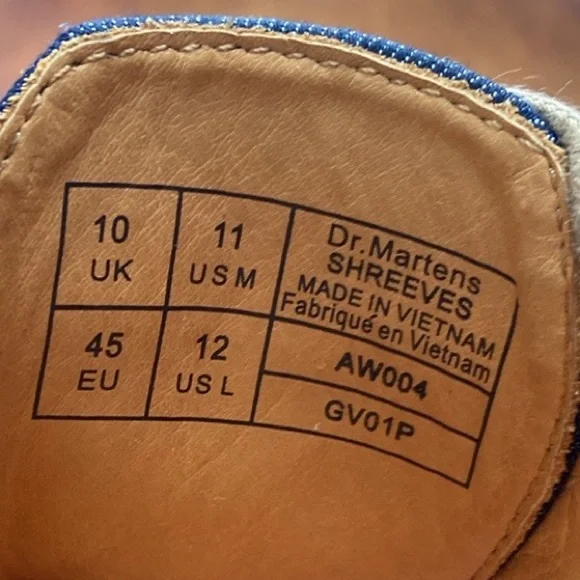 10
UK
11
US M
45
EU
12
US L
Dr.Martens
SHREEVES
MADE IN VIETNAM
Fabriqué en Vietnam
AW004
GV01P